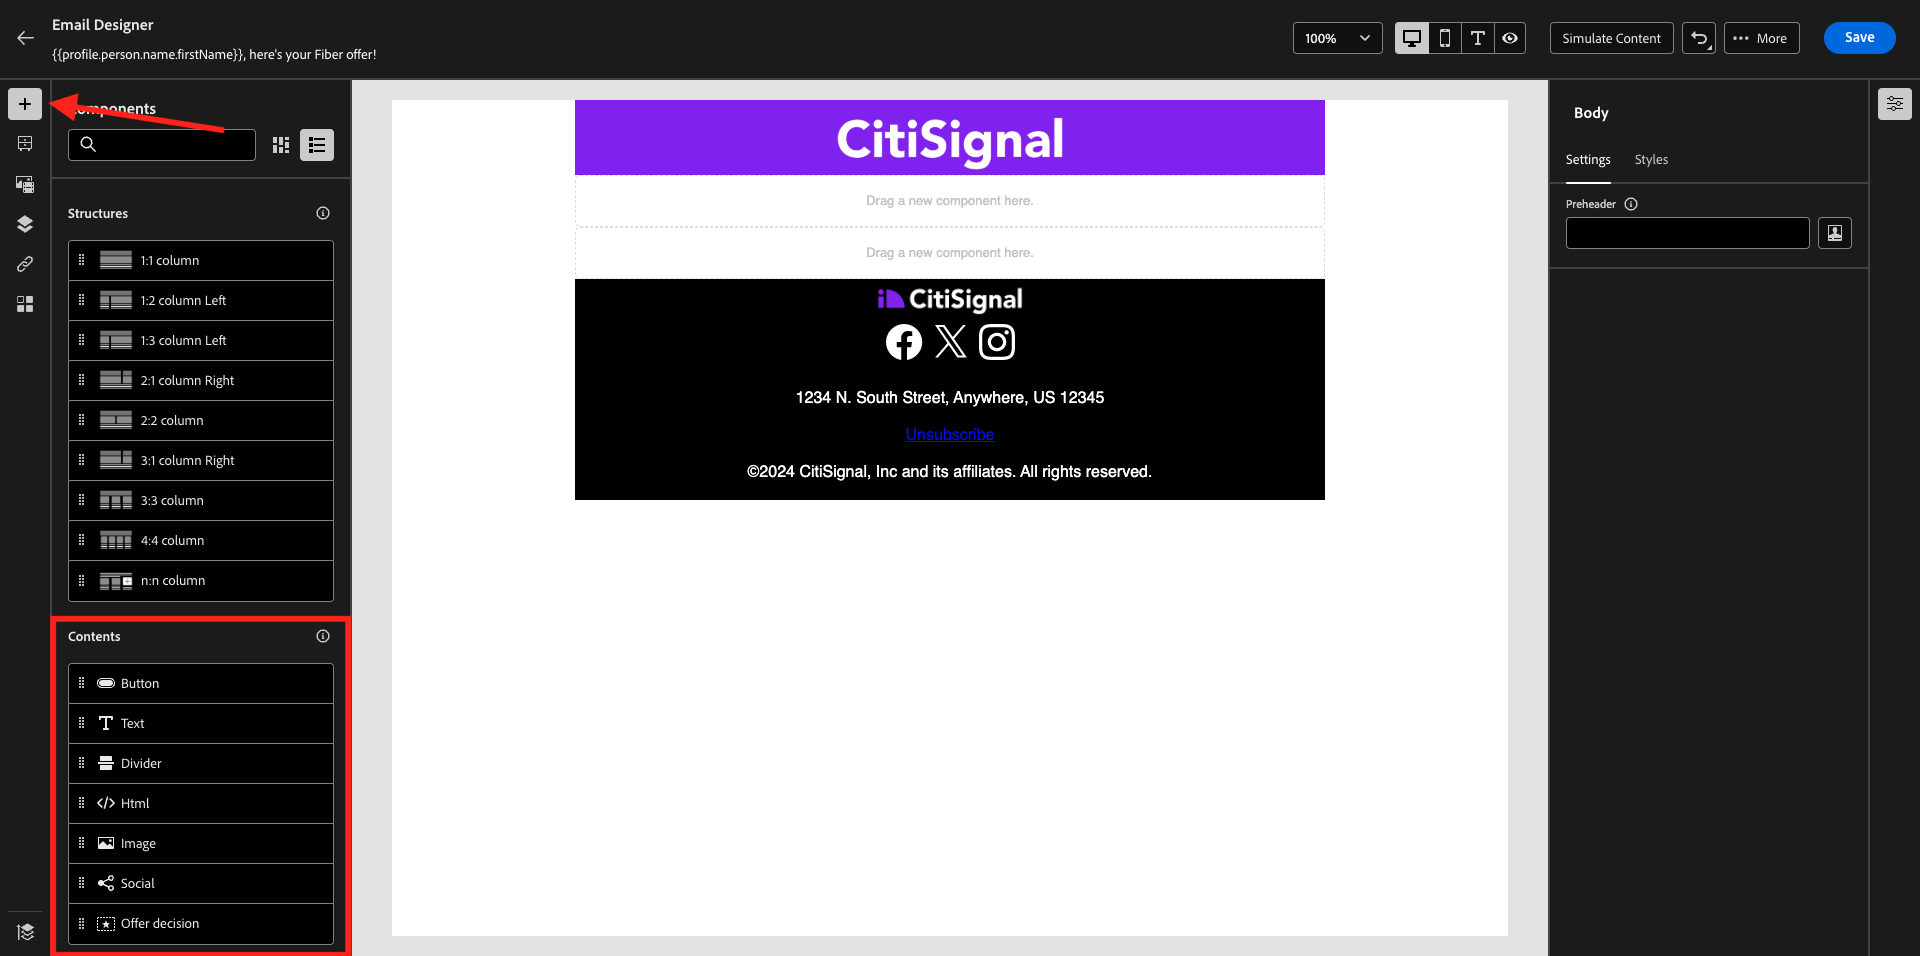 Email Designer
{{profile.person.name.firstName}}, here's your Fiber offer!
100%
Simulate Content
More
Save
Components
Structures
1:1 column
1:2 column Left
1:3 column Left
2:1 column Right
2:2 column
3:1 column Right
3:3 column
4:4 column
n:n column
Contents
Button
Text
Divider
Html
Image
Social
Offer decision
CitiSignal
Drag a new component here.
Drag a new component here.
CitiSignal
1234 N. South Street, Anywhere, US 12345
Unsubscribe
©2024 CitiSignal, Inc and its affiliates. All rights reserved.
Body
Settings
Styles
Preheader